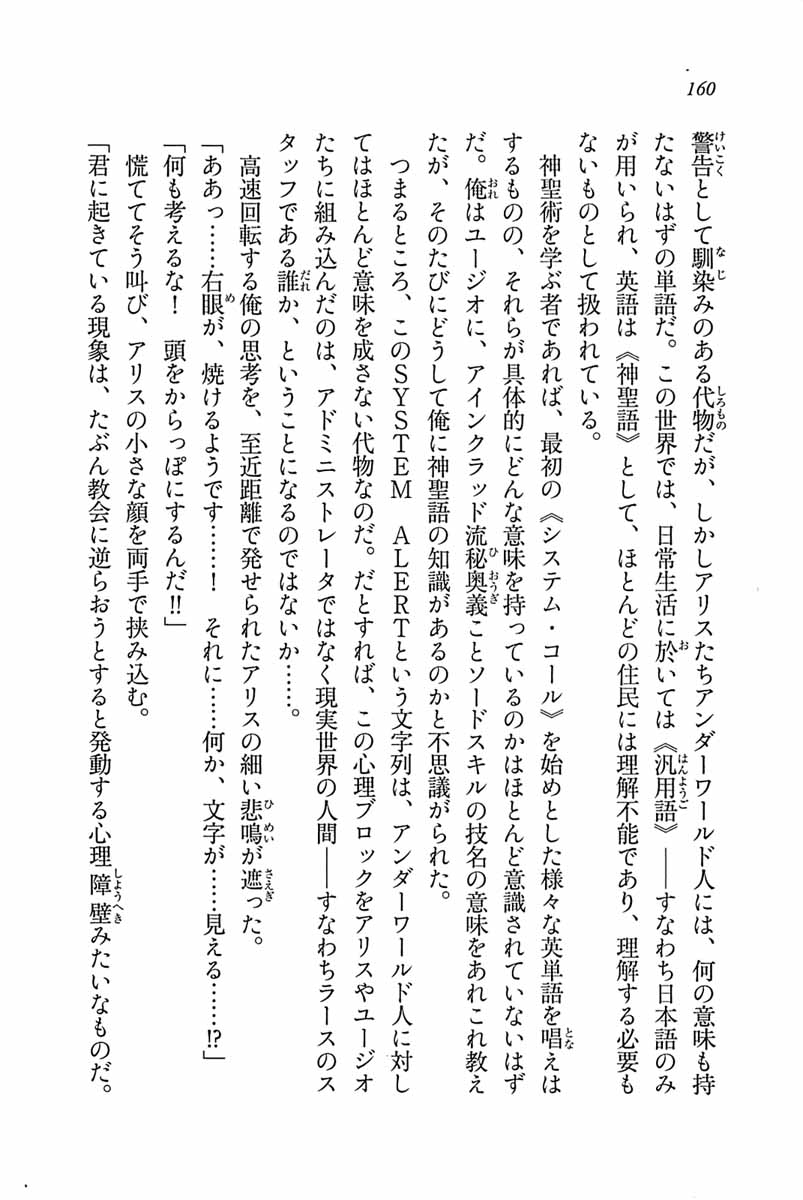 160
警告として馴染みのある代物だが、しかしアリスたちアンダーワールド人には、何の意味も持
たないはずの単語だ。この世界では、日常生活に於いては《汎用語》――すなわち日本語のみ
が用いられ、英語は《神聖語》として、ほとんどの住民には理解不能であり、理解する必要も
ないものとして扱われている。
神聖術を学ぶ者であれば、最初の《システム・コール》を始めとした様々な英単語を唱えは
するものの、それらが具体的にどんな意味を持っているのかはほとんど意識されていないはず
だ。俺はユージオに、アインクラッド流秘奥義ことソードスキルの技名の意味をあれこれ教え
たが、そのたびにどうして俺に神聖語の知識があるのかと不思議がられた。
つまるところ、このSYSTEM ALERTという文字列は、アンダーワールド人に対し
てはほとんど意味を成さない代物なのだ。だとすれば、この心理ブロックをアリスやユージオ
たちに組み込んだのは、アドミニストレータではなく現実世界の人間――すなわちラースのス
タッフである誰か、ということになるのではないか……。
高速回転する俺の思考を、至近距離で発せられたアリスの細い悲鳴が遮った。
「ああっ……右眼が、焼けるようです……！　それに……何か、文字が……見える……!?」
「何も考えるな！　頭をからっぽにするんだ!!」
慌ててそう叫び、アリスの小さな顔を両手で挟み込む。
「君に起きている現象は、たぶん教会に逆らおうとすると発動する心理障壁みたいなものだ。